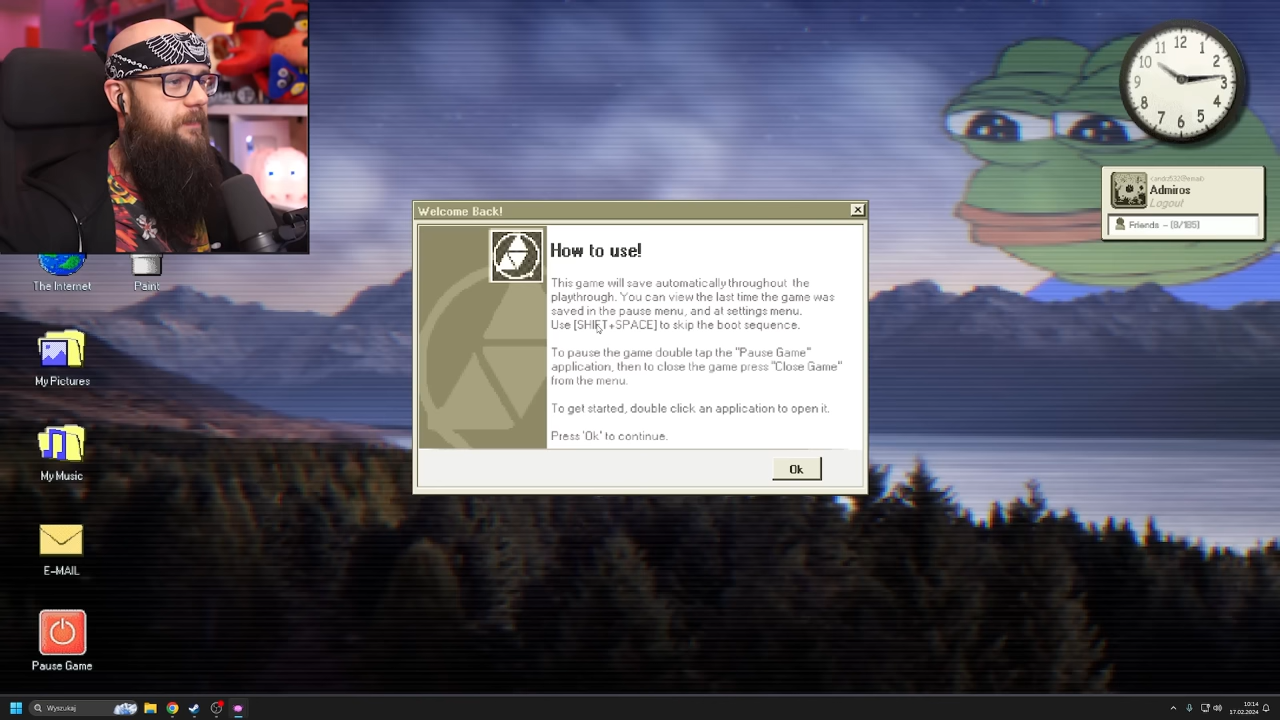 12
11
1
10
2
9
3
8
4
7
6
5
Admiros
Logout
Friends - (8/185)
Welcome Back!
How to use!
This game will save automatically throughout the
playthrough. You can view the last time the game was
saved in the pause menu, and at settings menu.
Use [SHIFT+SPACE] to skip the boot sequence.
To pause the game double tap the "Pause Game"
application, then to close the game press "Close Game"
from the menu.
To get started, double click an application to open it.
Press 'Ok' to continue.
Ok
The Internet
Paint
My Pictures
My Music
E-MAIL
Pause Game
Wyszukaj
10:14
17.02.2024